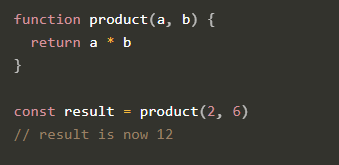 function product(a, b) {
  return a * b
}

const result = product(2, 6)
// result is now 12